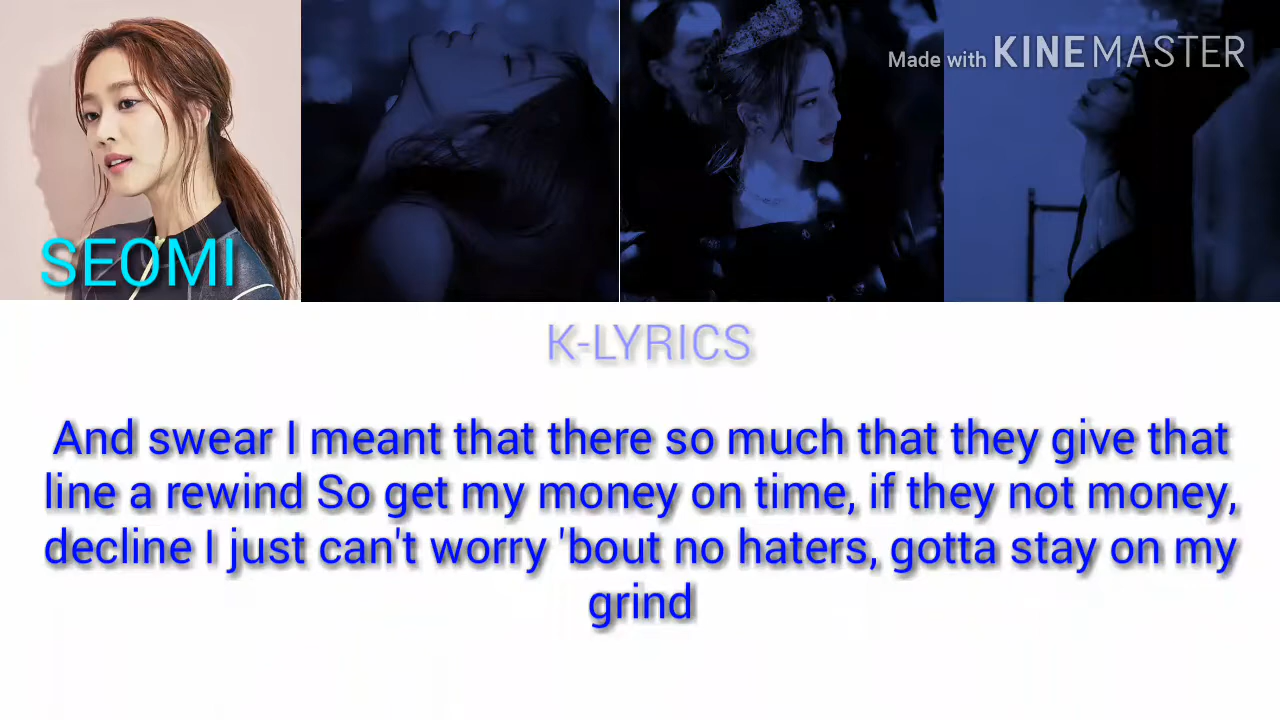 Made with KINEMASTER
SEOMI
K-LYRICS
And swear I meant that there so much that they give that
line a rewind So get my money on time, if they not money,
decline I just can't worry 'bout no haters, gotta stay on my
grind